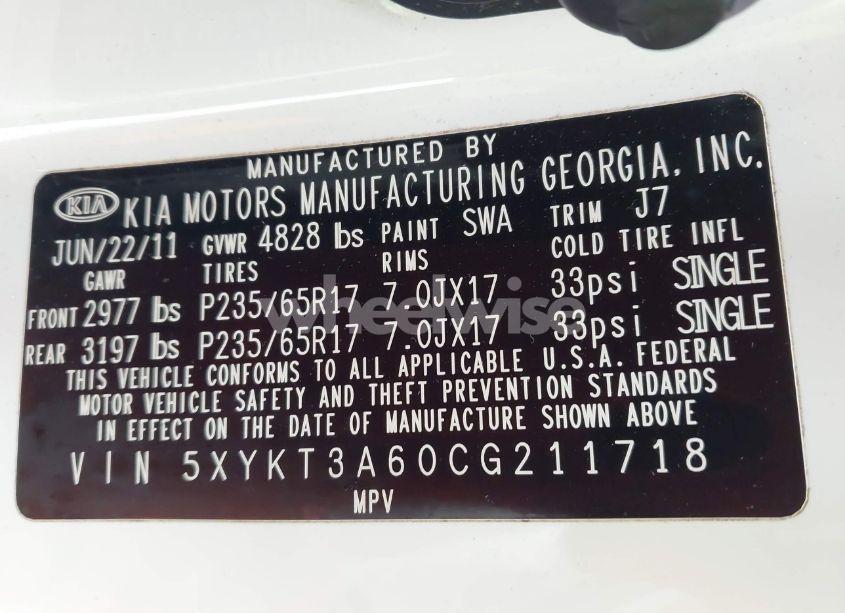 MANUFACTURED BY
KIA KIA MOTORS MANUFACTURING GEORGIA, INC.
JUN/22/11 GVWR 4828 lbs PAINT SWA TRIM J7
GAWR TIRES RIMS COLD TIRE INFL
FRONT 2977 lbs P235/65R17 7.0JX17 33psi SINGLE
REAR 3197 lbs P235/65R17 7.0JX17 33psi SINGLE
THIS VEHICLE CONFORMS TO ALL APPLICABLE U.S.A. FEDERAL
MOTOR VEHICLE SAFETY AND THEFT PREVENTION STANDARDS
IN EFFECT ON THE DATE OF MANUFACTURE SHOWN ABOVE
VIN 5XYKT3A60CG211718
MPV
wheelwise